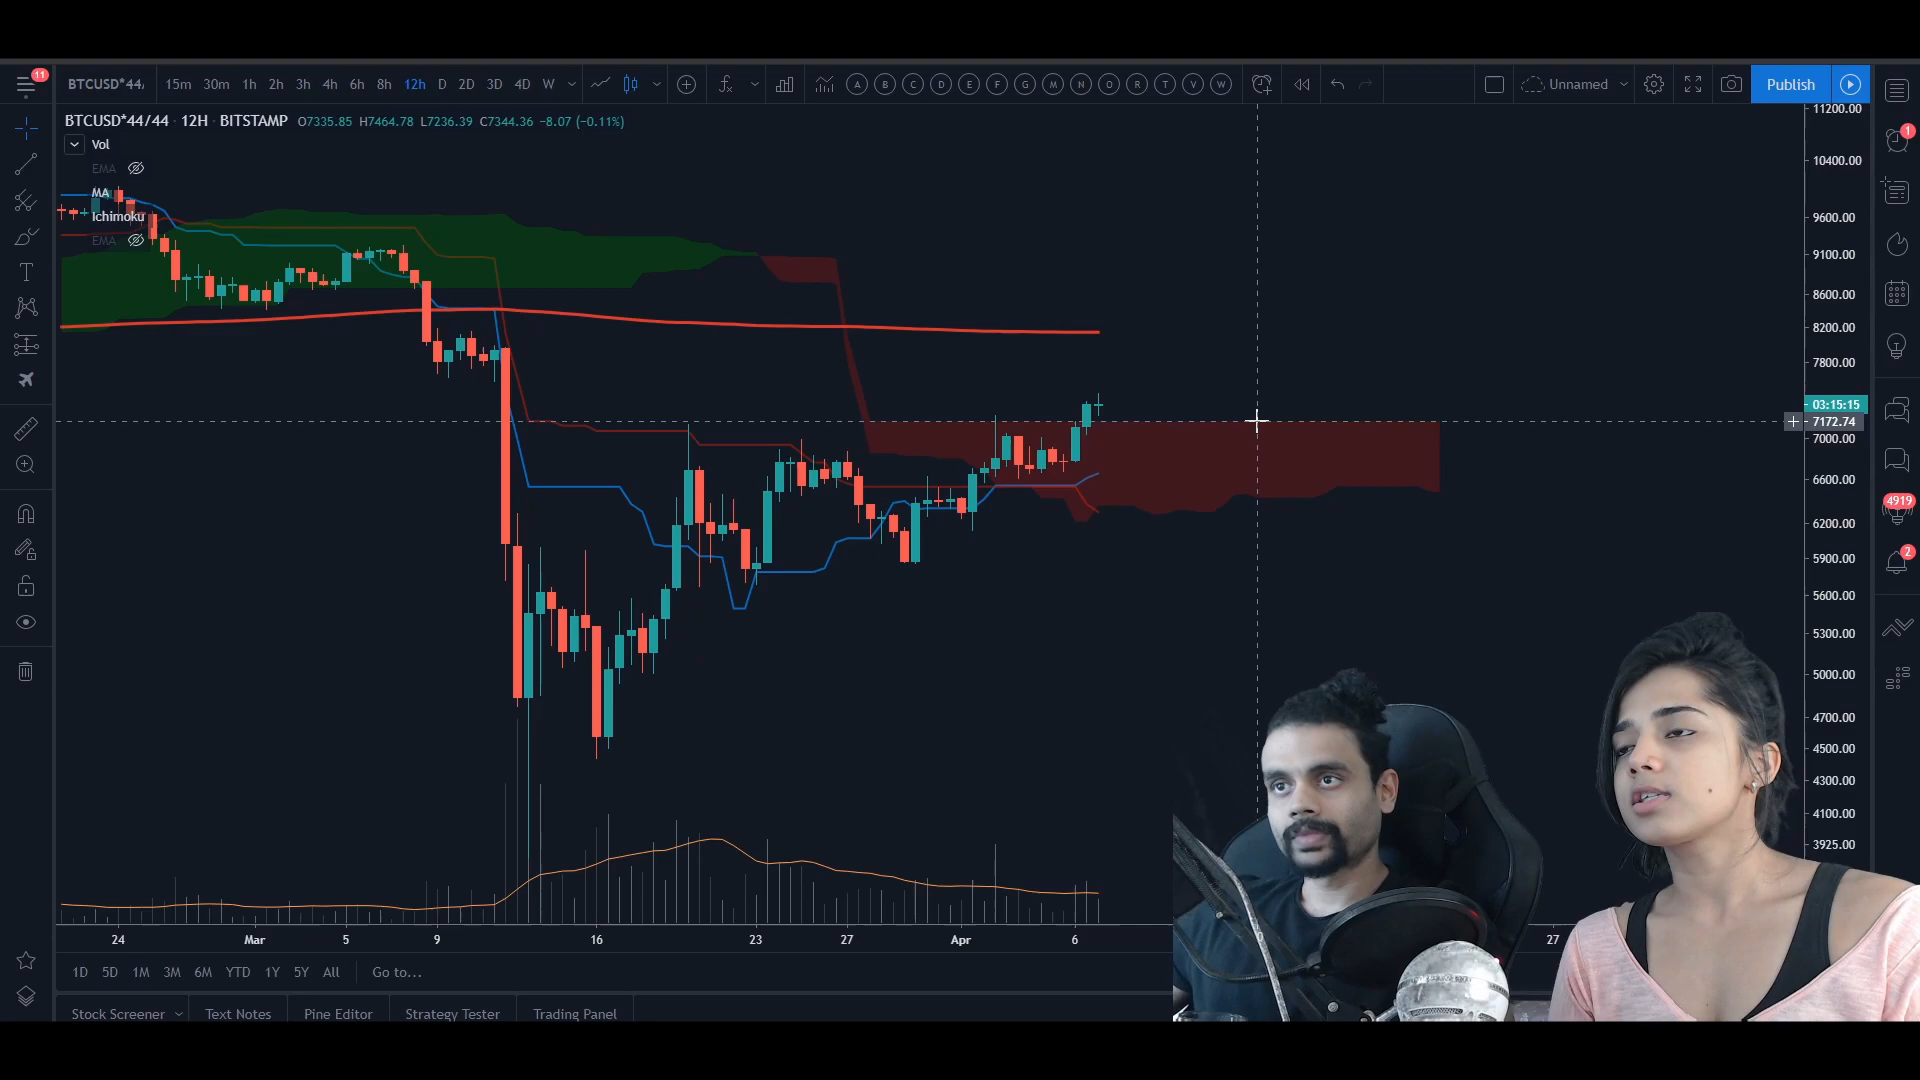 11
BTCUSD*44/ 15m 30m 1h 2h 3h 4h 6h 8h 12h D 2D 3D 4D W A B C D E F G M N O R T V W Unnamed Publish
BTCUSD*44/44 · 12H · BITSTAMP O7335.85 H7464.78 L7236.39 C7344.36 −8.07 (−0.11%)
Vol
EMA
MA
Ichimoku
EMA
11200.00
10400.00
9600.00
9100.00
8600.00
8200.00
7800.00
03:15:15
7172.74
7000.00
6600.00
6200.00
5900.00
5600.00
5300.00
5000.00
4700.00
4500.00
4300.00
4100.00
3925.00
1
4919
2
24 Mar 5 9 16 23 27 Apr 6 27
1D 5D 1M 3M 6M YTD 1Y 5Y All Go to...
Stock Screener Text Notes Pine Editor Strategy Tester Trading Panel